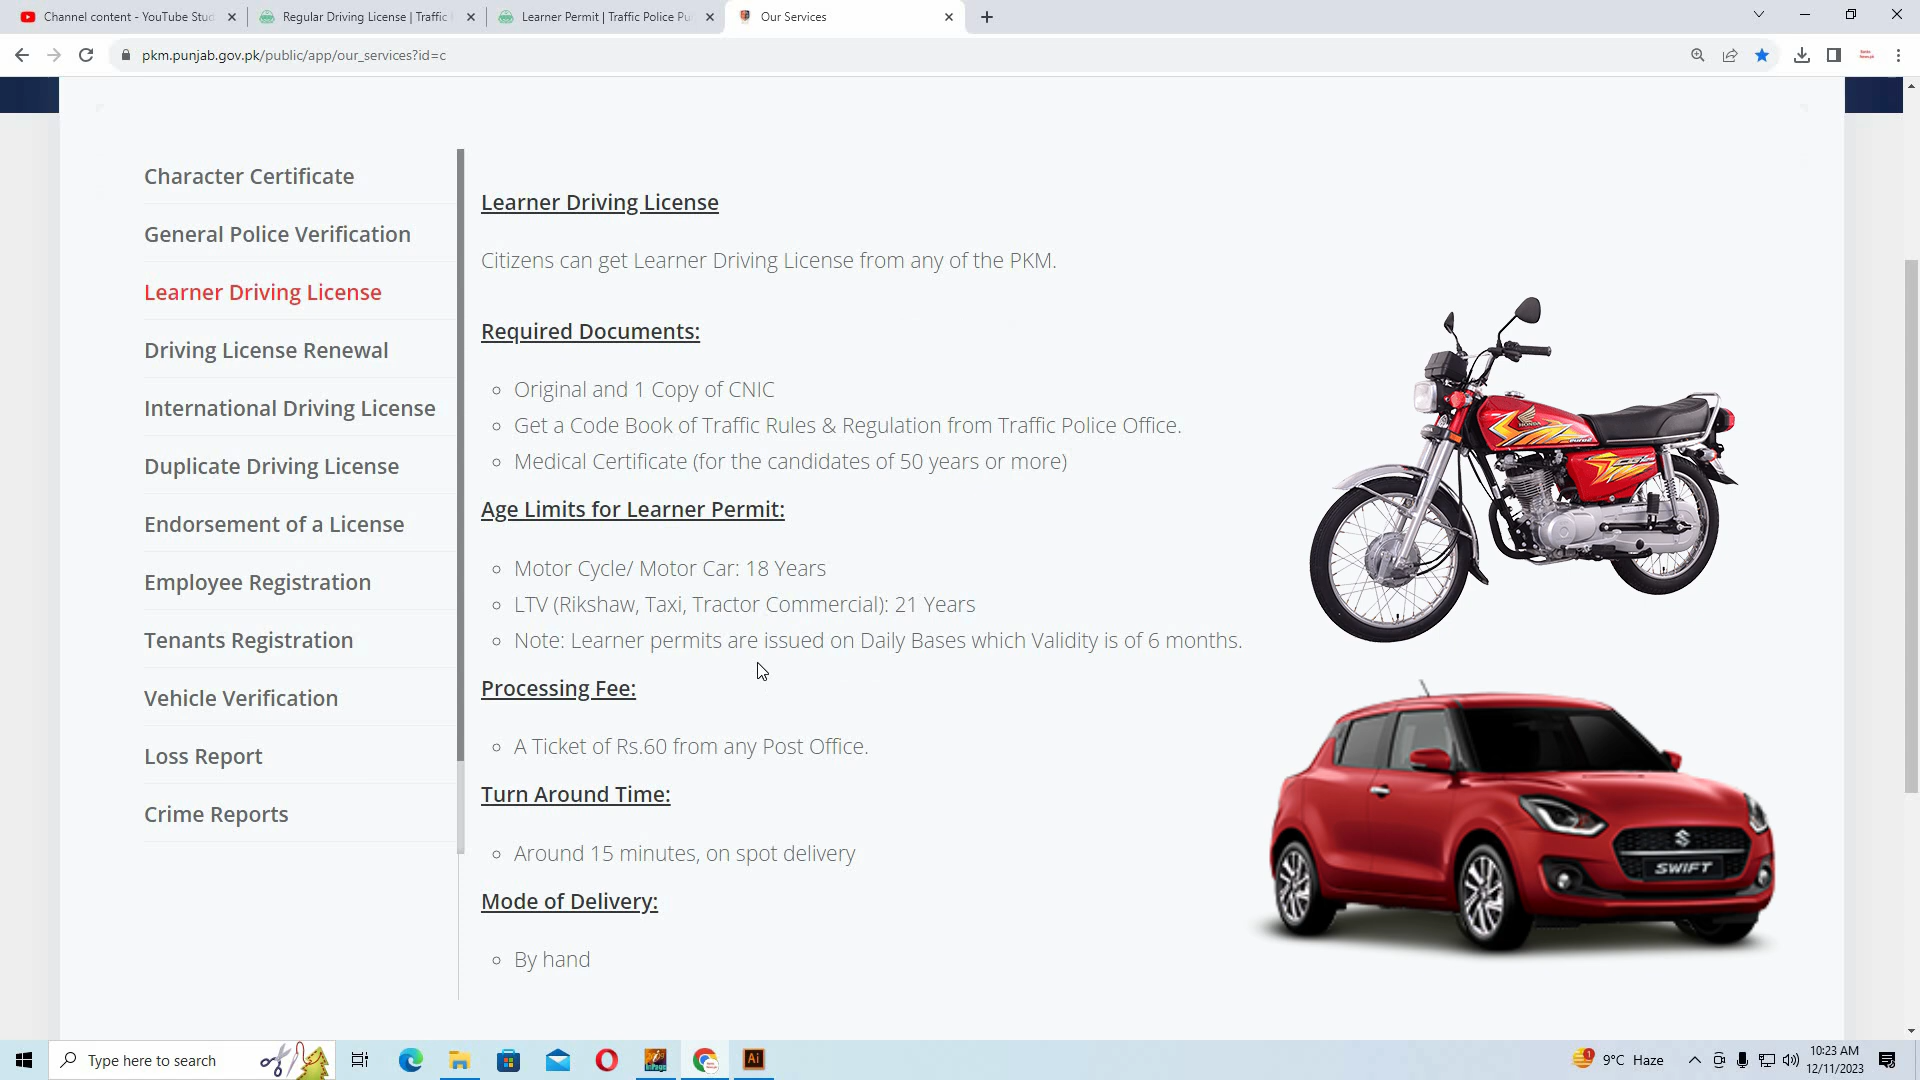 Channel content - YouTube Stu
Regular Driving License | Traffic
Learner Permit | Traffic Police Pu
Our Services
pkm.punjab.gov.pk/public/app/our_services?id=c
Character Certificate
General Police Verification
Learner Driving License
Driving License Renewal
International Driving License
Duplicate Driving License
Endorsement of a License
Employee Registration
Tenants Registration
Vehicle Verification
Loss Report
Crime Reports
Learner Driving License
Citizens can get Learner Driving License from any of the PKM.
Required Documents:
Original and 1 Copy of CNIC
Get a Code Book of Traffic Rules & Regulation from Traffic Police Office.
Medical Certificate (for the candidates of 50 years or more)
Age Limits for Learner Permit:
Motor Cycle/ Motor Car: 18 Years
LTV (Rikshaw, Taxi, Tractor Commercial): 21 Years
Note: Learner permits are issued on Daily Bases which Validity is of 6 months.
Processing Fee:
A Ticket of Rs.60 from any Post Office.
Turn Around Time:
Around 15 minutes, on spot delivery
Mode of Delivery:
By hand
HONDA
SWIFT
Type here to search
Ai
1
9°C Haze
10:23 AM
12/11/2023